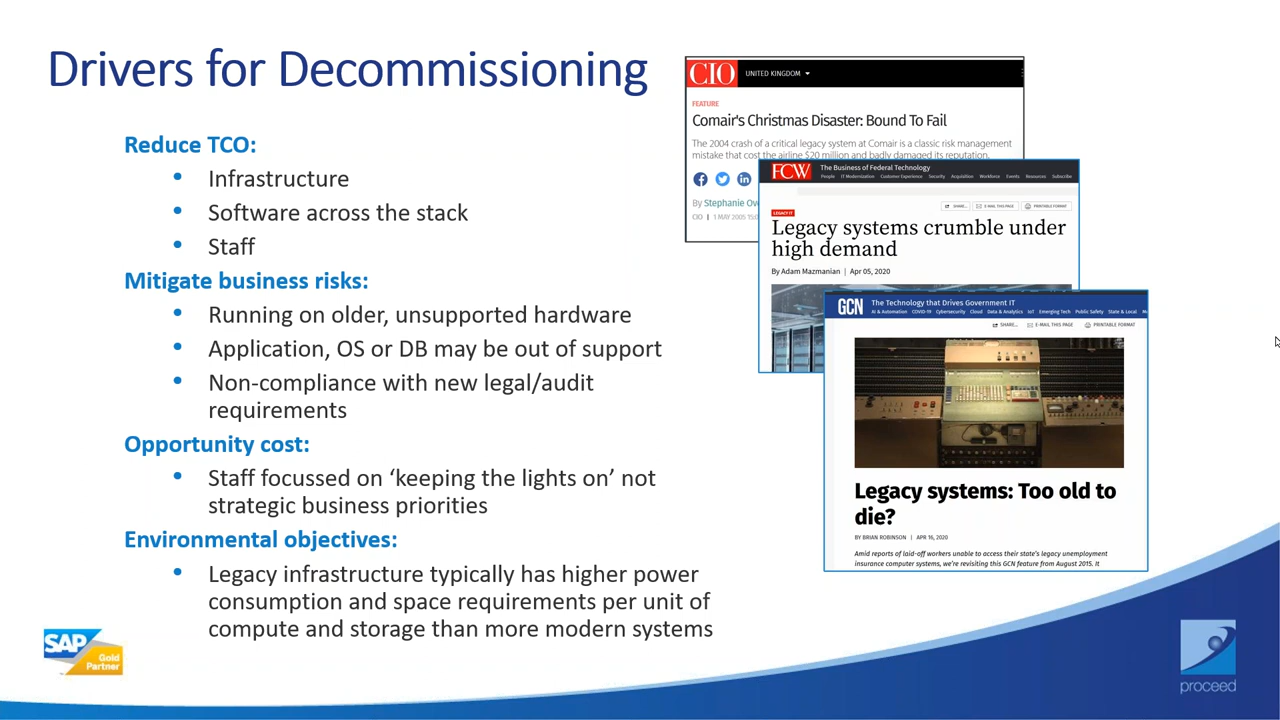 Drivers for Decommissioning
Reduce TCO:
• Infrastructure
• Software across the stack
• Staff
Mitigate business risks:
• Running on older, unsupported hardware
• Application, OS or DB may be out of support
• Non-compliance with new legal/audit
requirements
Opportunity cost:
• Staff focussed on ‘keeping the lights on’ not
strategic business priorities
Environmental objectives:
• Legacy infrastructure typically has higher power
consumption and space requirements per unit of
compute and storage than more modern systems
CIO UNITED KINGDOM
FEATURE
Comair's Christmas Disaster: Bound To Fail
The 2004 crash of a critical legacy system at Comair is a classic risk management
mistake that cost the airline $20 million and badly damaged its reputation.
By Stephanie
CIO | 1 MAY 2005
FCW The Business of Federal Technology
People IT Modernization Customer Experience Security Acquisition Workforce Events Resources Subscribe
SHARE... E-MAIL THIS PAGE PRINTABLE FORMAT
LEGACY IT
Legacy systems crumble under
high demand
By Adam Mazmanian | Apr 05, 2020
GCN The Technology that Drives Government IT
AI & Automation COVID-19 Cybersecurity Cloud Data & Analytics IoT Emerging Tech Public Safety State & Local
SHARE... E-MAIL THIS PAGE PRINTABLE FORMAT
Legacy systems: Too old to
die?
BY BRIAN ROBINSON | APR 16, 2020
Amid reports of laid-off workers unable to access their state's legacy unemployment
insurance computer systems, we're revisiting this GCN feature from August 2015. It
SAP
Gold
Partner
proceed